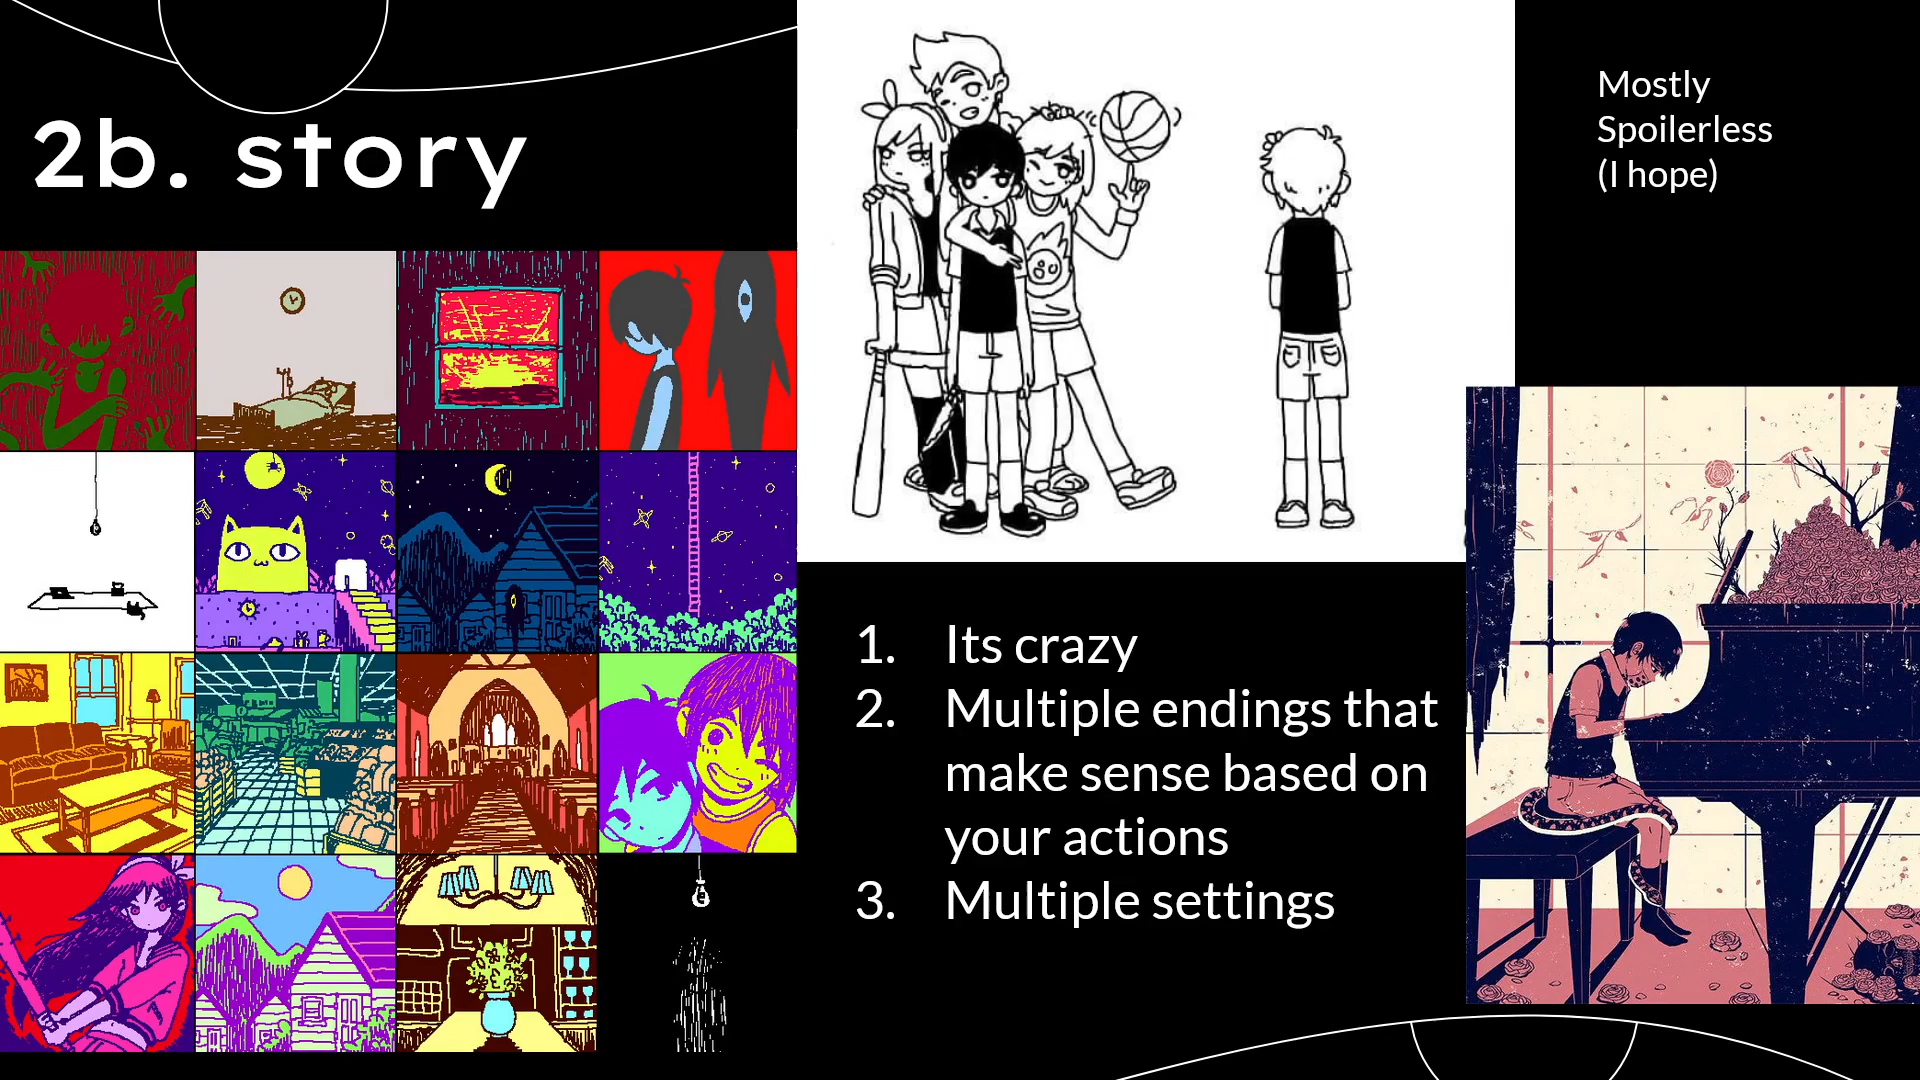 2b. story
Mostly
Spoilerless
(I hope)
1. Its crazy
2. Multiple endings that
make sense based on
your actions
3. Multiple settings